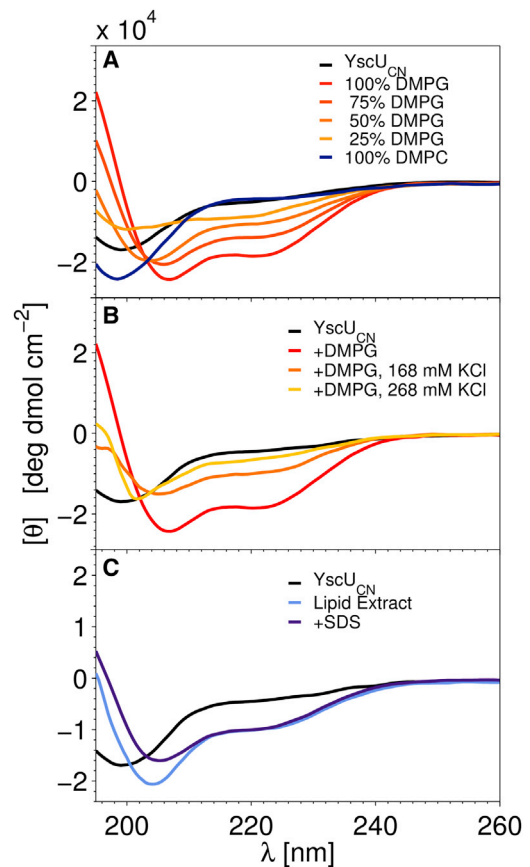 x 10⁴
A
YscU_CN
100% DMPG
75% DMPG
50% DMPG
25% DMPG
100% DMPC
2
0
−2
B
YscU_CN
+DMPG
+DMPG, 168 mM KCl
+DMPG, 268 mM KCl
2
0
−2
[θ] [deg dmol cm⁻²]
C
YscU_CN
Lipid Extract
+SDS
2
1
0
−1
−2
200 220 240 260
λ [nm]